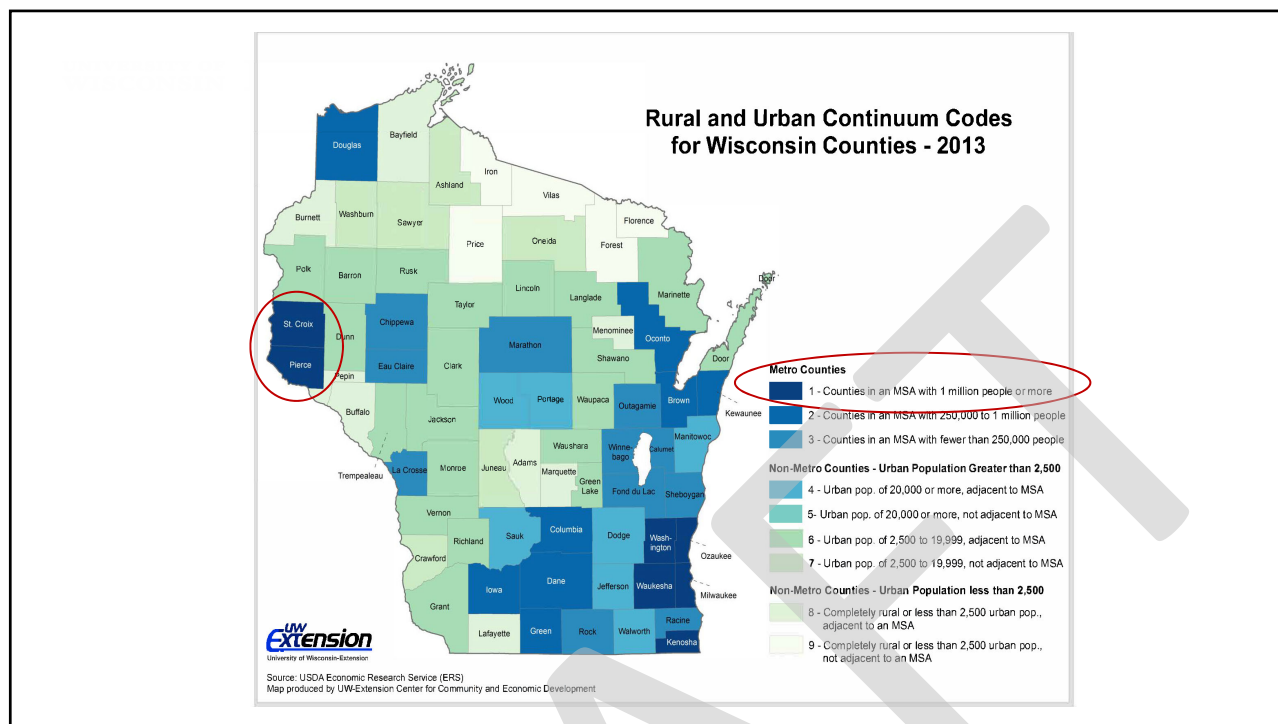 Rural and Urban Continuum Codes
for Wisconsin Counties - 2013
Douglas
Bayfield
Iron
Ashland
Vilas
Burnett
Washburn
Sawyer
Florence
Price
Oneida
Forest
Polk
Barron
Rusk
Door
Lincoln
Langlade
Marinette
Taylor
St. Croix
Chippewa
Menominee
Oconto
Dunn
Marathon
Shawano
Door
Pierce
Eau Claire
Clark
Pepin
Wood
Portage
Waupaca
Outagamie
Brown
Kewaunee
Buffalo
Jackson
Manitowoc
Trempealeau
La Crosse
Monroe
Juneau
Adams
Waushara
Winne-
bago
Calumet
Marquette
Green
Lake
Fond du Lac
Sheboygan
Vernon
Richland
Sauk
Columbia
Dodge
Wash-
ington
Ozaukee
Crawford
Iowa
Dane
Jefferson
Waukesha
Milwaukee
Grant
Lafayette
Green
Rock
Walworth
Racine
Kenosha
Metro Counties
1 - Counties in an MSA with 1 million people or more
2 - Counties in an MSA with 250,000 to 1 million people
3 - Counties in an MSA with fewer than 250,000 people
Non-Metro Counties - Urban Population Greater than 2,500
4 - Urban pop. of 20,000 or more, adjacent to MSA
5- Urban pop. of 20,000 or more, not adjacent to MSA
6 - Urban pop. of 2,500 to 19,999, adjacent to MSA
7 - Urban pop. of 2,500 to 19,999, not adjacent to MSA
Non-Metro Counties - Urban Population less than 2,500
8 - Completely rural or less than 2,500 urban pop.,
adjacent to an MSA
9 - Completely rural or less than 2,500 urban pop.,
not adjacent to an MSA
UW
Extension
University of Wisconsin-Extension
Source: USDA Economic Research Service (ERS)
Map produced by UW-Extension Center for Community and Economic Development